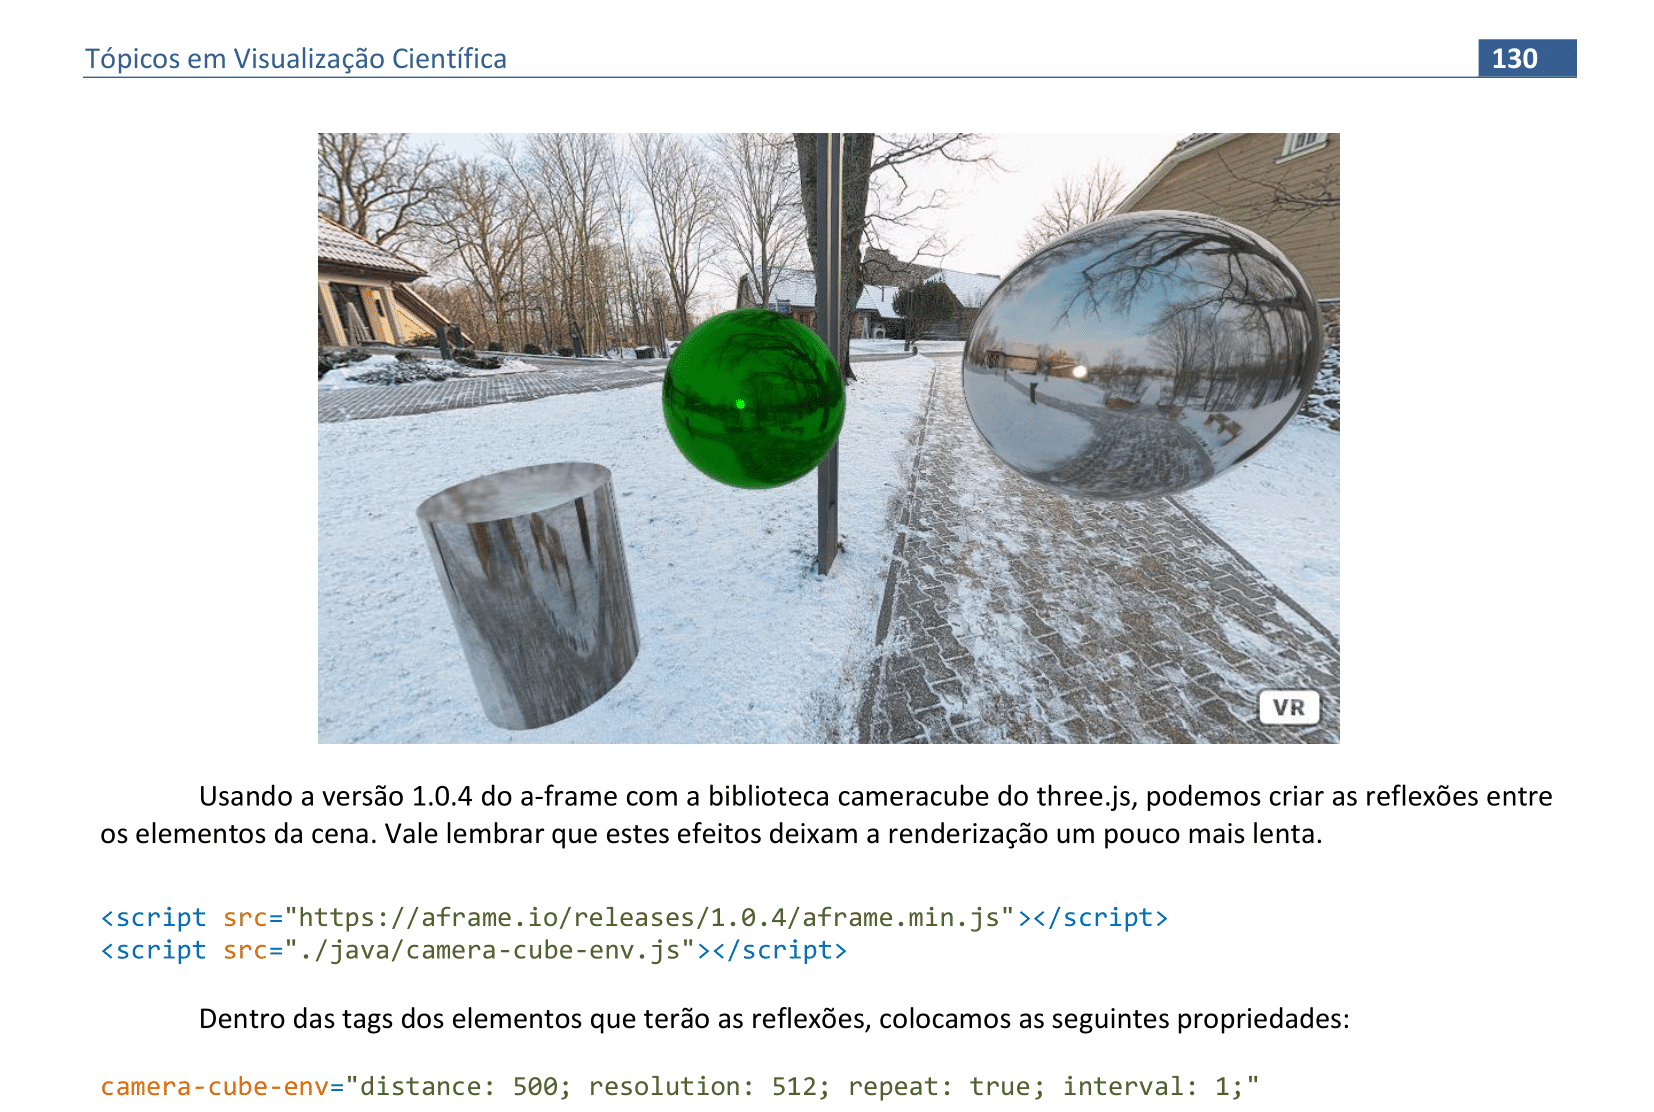 Tópicos em Visualização Científica
130
VR
Usando a versão 1.0.4 do a-frame com a biblioteca cameracube do three.js, podemos criar as reflexões entre
os elementos da cena. Vale lembrar que estes efeitos deixam a renderização um pouco mais lenta.
<script src="https://aframe.io/releases/1.0.4/aframe.min.js"></script>
<script src="./java/camera-cube-env.js"></script>
Dentro das tags dos elementos que terão as reflexões, colocamos as seguintes propriedades:
camera-cube-env="distance: 500; resolution: 512; repeat: true; interval: 1;"